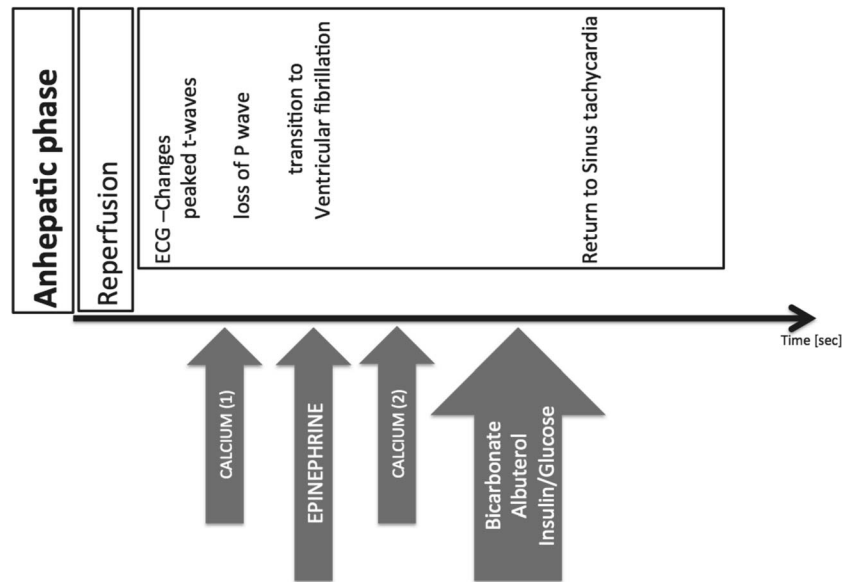 Anhepatic phase
Reperfusion
ECG –Changes
peaked t-waves
loss of P wave
transition to
Ventricular fibrillation
Return to Sinus tachycardia
Time [sec]
CALCIUM (1)
EPINEPHRINE
CALCIUM (2)
Bicarbonate
Albuterol
Insulin/Glucose